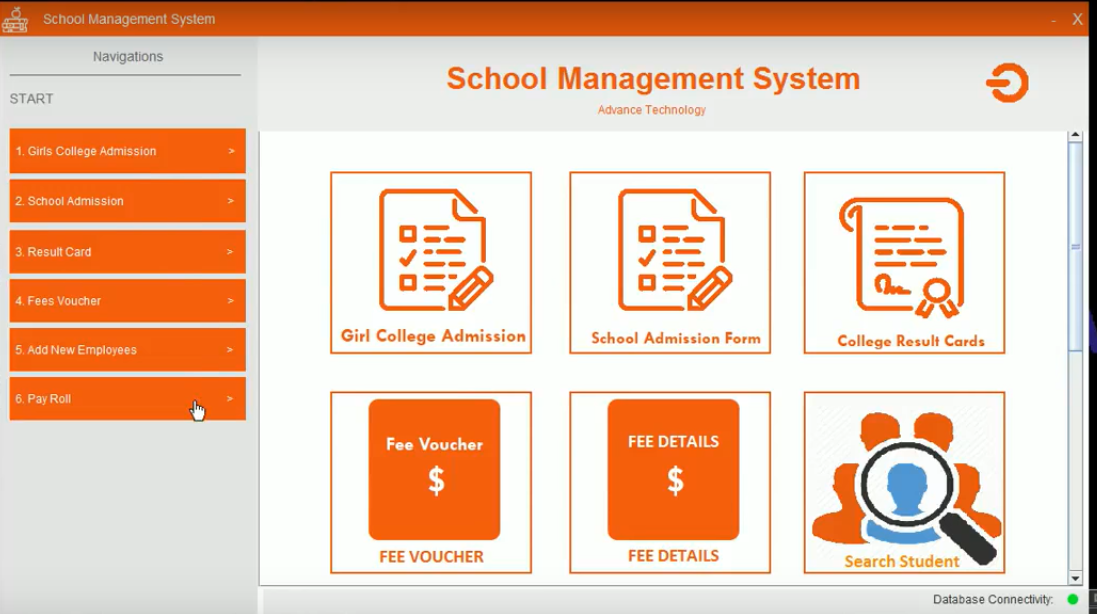 School Management System
- X
Navigations
START
1. Girls College Admission >
2. School Admission >
3. Result Card >
4. Fees Voucher >
5. Add New Employees >
6. Pay Roll >
School Management System
Advance Technology
Girl College Admission
School Admission Form
College Result Cards
Fee Voucher
$
FEE VOUCHER
FEE DETAILS
$
FEE DETAILS
Search Student
Database Connectivity: